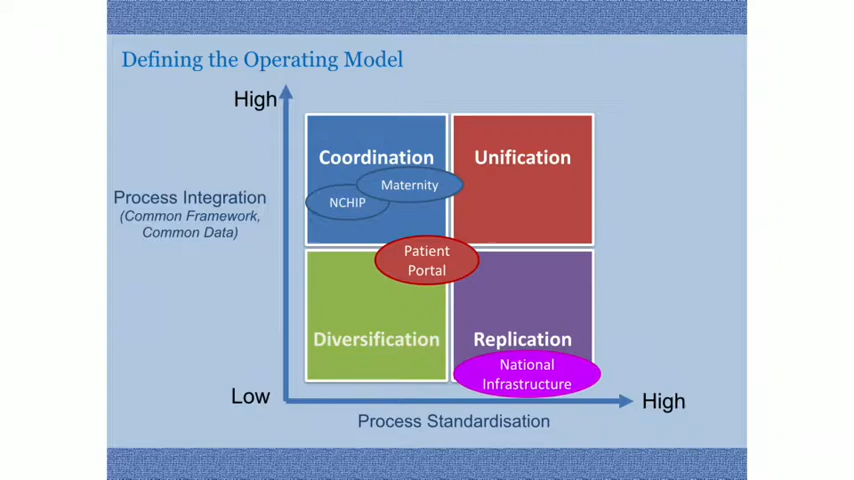 Defining the Operating Model
High
Coordination
Unification
Maternity
NCHIP
Process Integration
(Common Framework,
Common Data)
Patient
Portal
Diversification
Replication
National
Infrastructure
Low
High
Process Standardisation